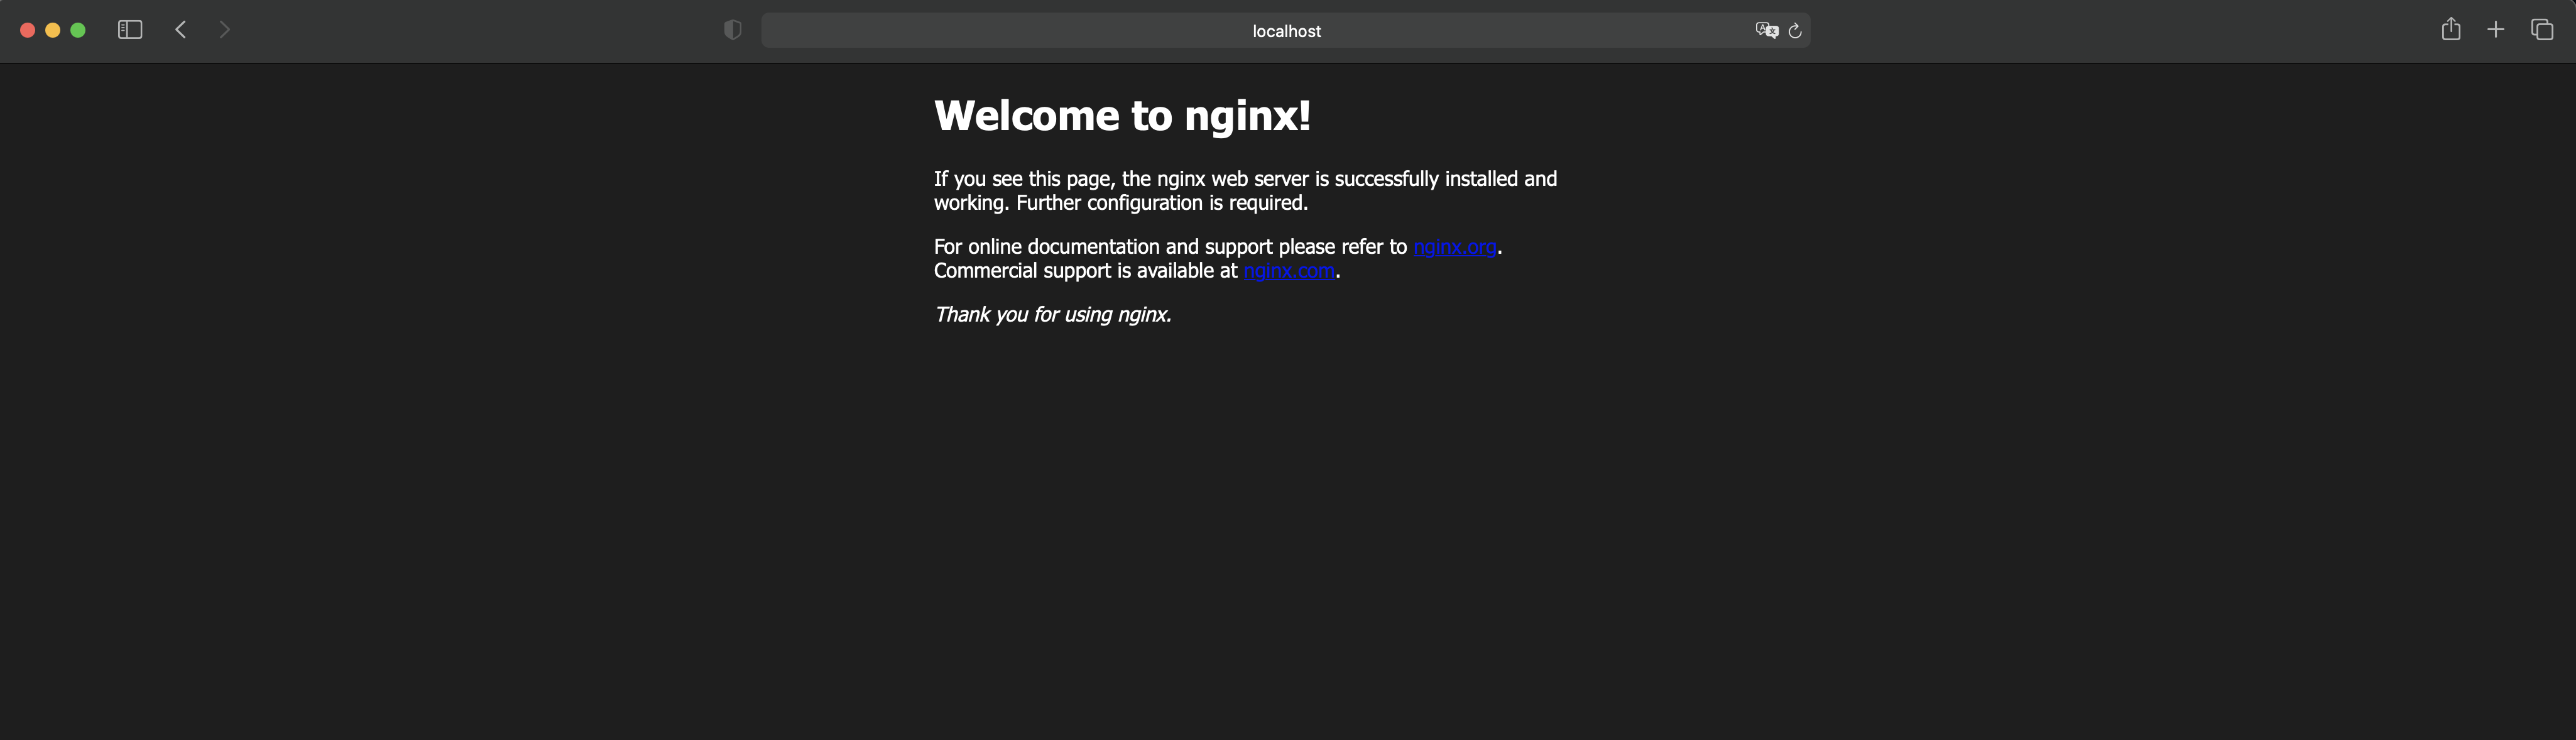 localhost
Welcome to nginx!
If you see this page, the nginx web server is successfully installed and
working. Further configuration is required.
For online documentation and support please refer to nginx.org.
Commercial support is available at nginx.com.
Thank you for using nginx.